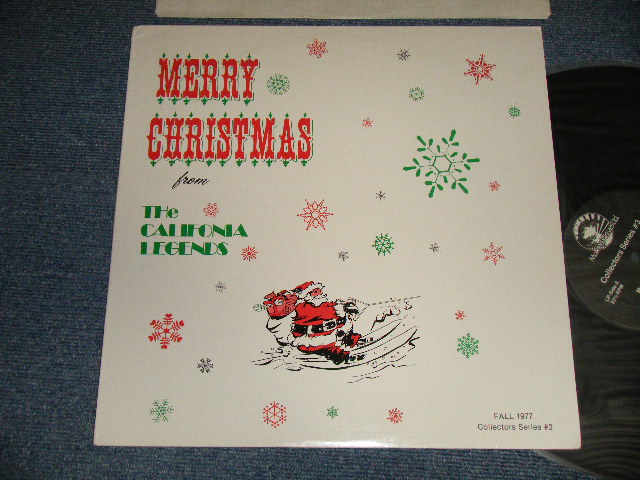 MERRY
CHRISTMAS
from
THe
CALIFONIA
LEGENDS
FALL 1977
Collectors Series #3
Collectors Series #3